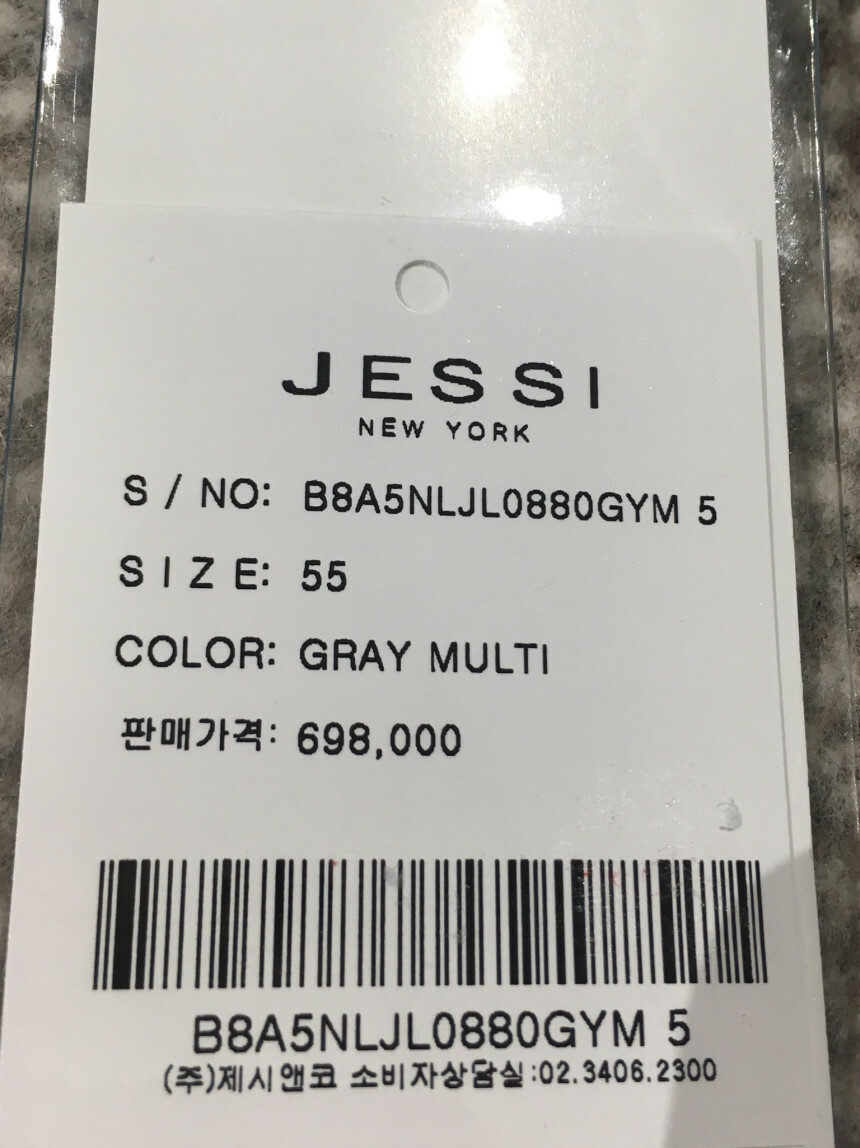 JESSI
NEW YORK
S / NO: B8A5NLJL0880GYM 5
SIZE: 55
COLOR: GRAY MULTI
판매가격: 698,000
B8A5NLJL0880GYM 5
(주)제시앤코 소비자상담실:02.3406.2300